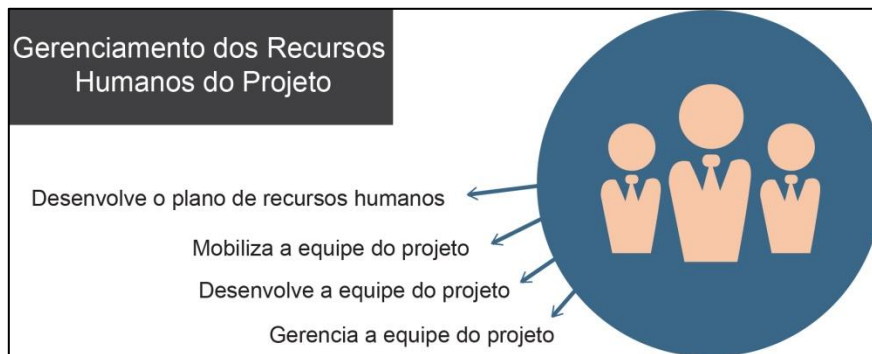 Gerenciamento dos Recursos
Humanos do Projeto
Desenvolve o plano de recursos humanos
Mobiliza a equipe do projeto
Desenvolve a equipe do projeto
Gerencia a equipe do projeto